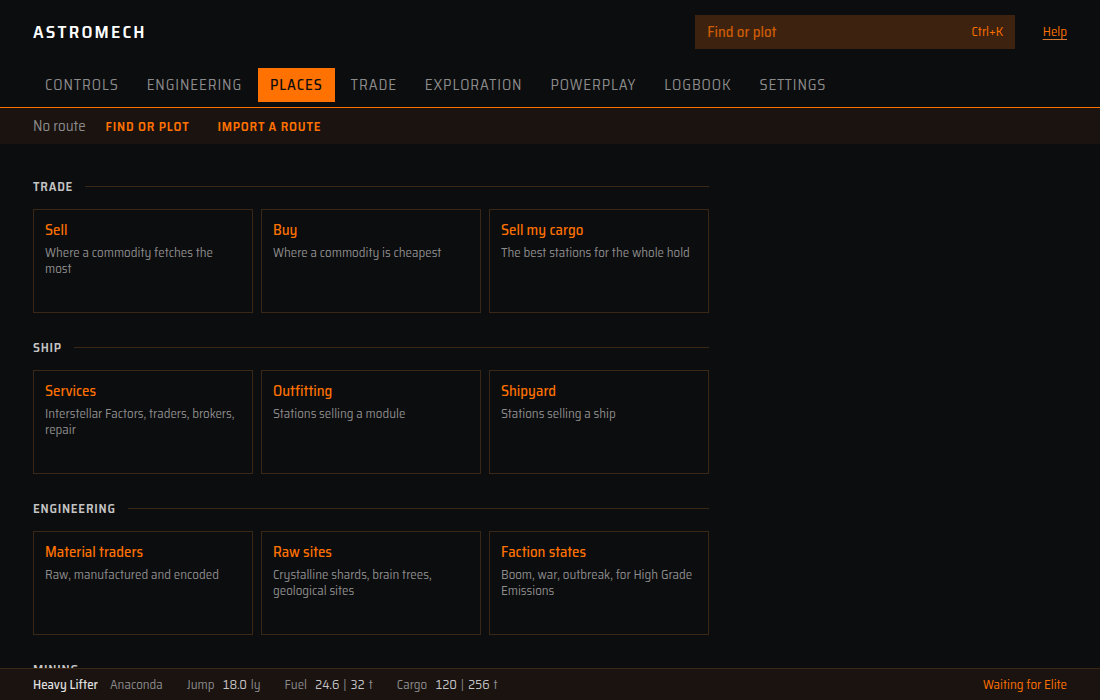 ASTROMECH
Find or plot Ctrl+K Help
CONTROLS ENGINEERING PLACES TRADE EXPLORATION POWERPLAY LOGBOOK SETTINGS
No route FIND OR PLOT IMPORT A ROUTE
TRADE
Sell
Where a commodity fetches the
most
Buy
Where a commodity is cheapest
Sell my cargo
The best stations for the whole hold
SHIP
Services
Interstellar Factors, traders, brokers,
repair
Outfitting
Stations selling a module
Shipyard
Stations selling a ship
ENGINEERING
Material traders
Raw, manufactured and encoded
Raw sites
Crystalline shards, brain trees,
geological sites
Faction states
Boom, war, outbreak, for High Grade
Emissions
MINING
Heavy Lifter Anaconda Jump 18.0 ly Fuel 24.6 | 32 t Cargo 120 | 256 t Waiting for Elite